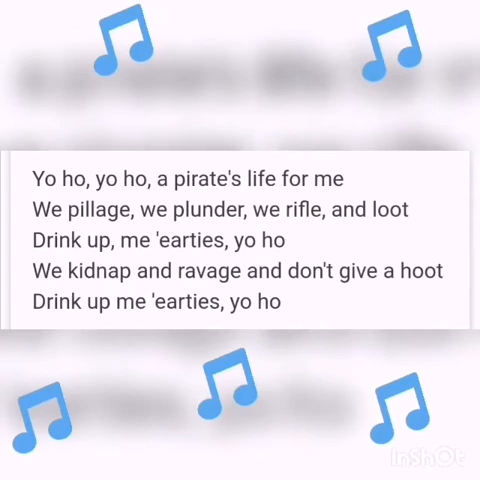 Yo ho, yo ho, a pirate's life for me
We pillage, we plunder, we rifle, and loot
Drink up, me 'earties, yo ho
We kidnap and ravage and don't give a hoot
Drink up me 'earties, yo ho
InShOt